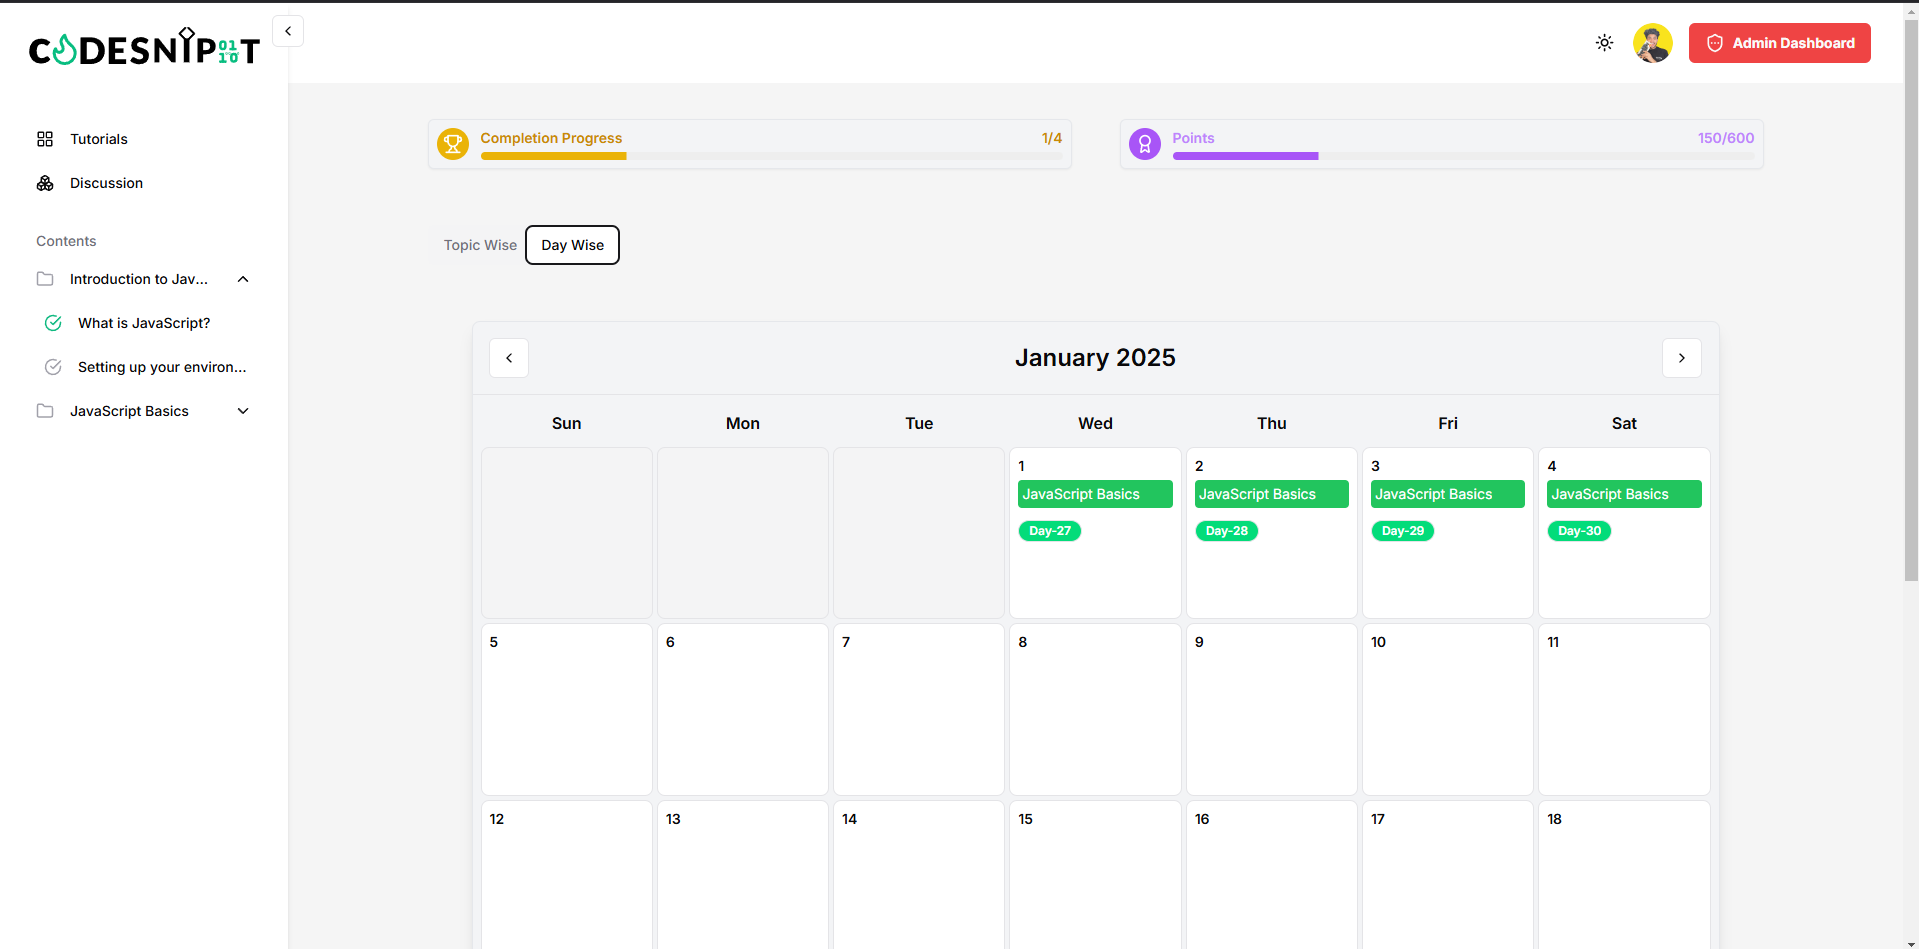 CODESNIPOT
01
10
Admin Dashboard
Tutorials
Discussion
Contents
Introduction to Jav...
What is JavaScript?
Setting up your environ...
JavaScript Basics
Completion Progress 1/4
Points 150/600
Topic Wise Day Wise
January 2025
Sun Mon Tue Wed Thu Fri Sat
1 2 3 4
JavaScript Basics JavaScript Basics JavaScript Basics JavaScript Basics
Day-27 Day-28 Day-29 Day-30
5 6 7 8 9 10 11
12 13 14 15 16 17 18